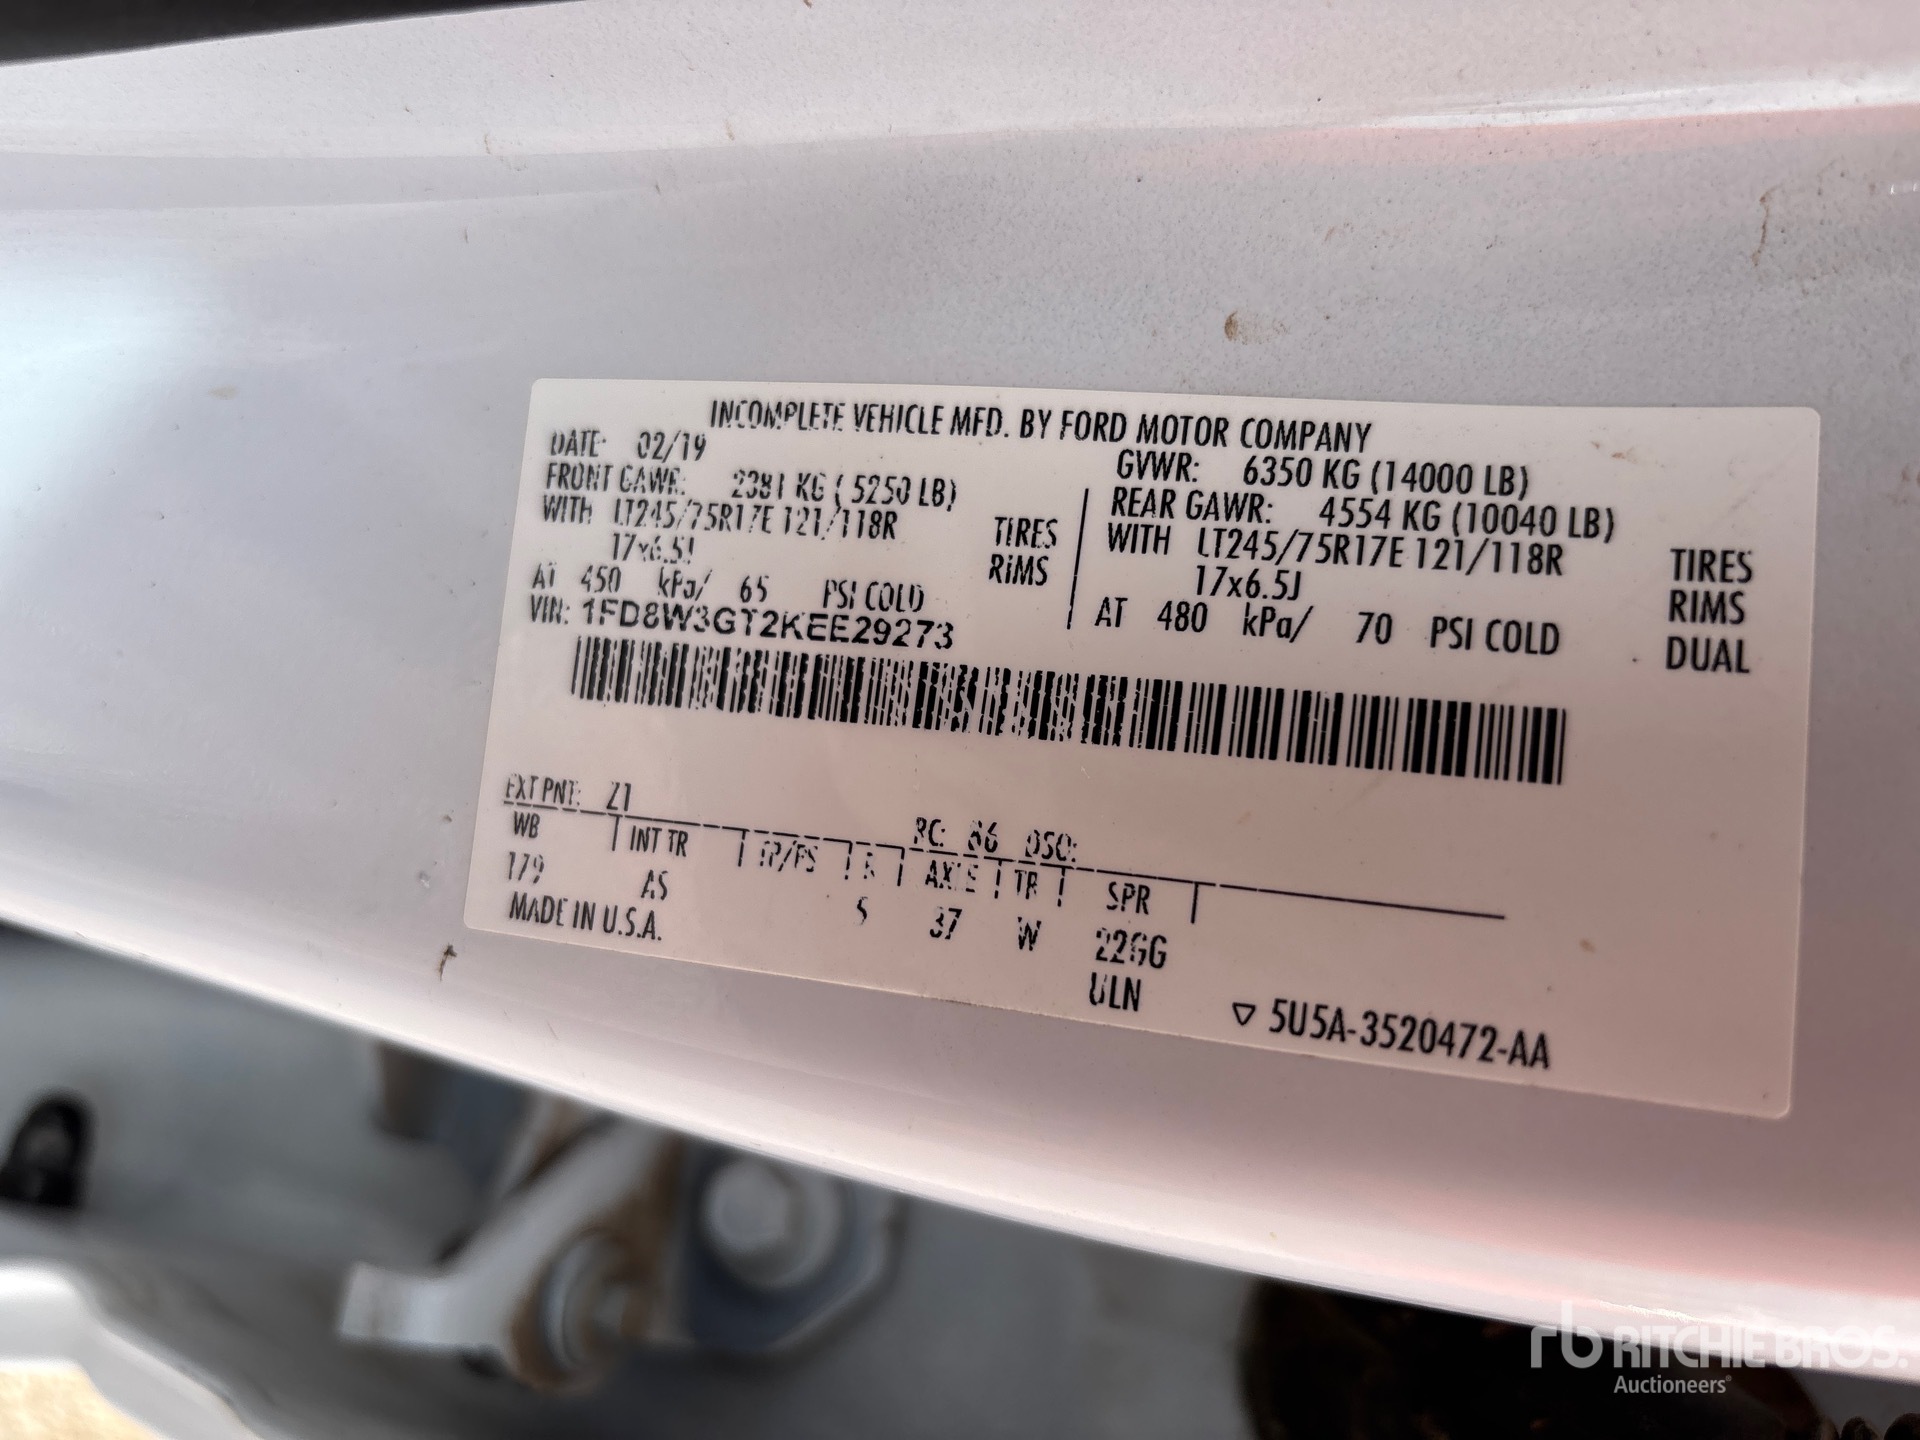 INCOMPLETE VEHICLE MFD. BY FORD MOTOR COMPANY
DATE: 02/19
GVWR: 6350 KG (14000 LB)
FRONT GAWR: 2381 KG ( 5250 LB)
REAR GAWR: 4554 KG (10040 LB)
WITH LT245/75R17E 121/118R TIRES
WITH LT245/75R17E 121/118R TIRES
17x6.5J RIMS
17x6.5J RIMS
AT 450 kPa/ 65 PSI COLD
AT 480 kPa/ 70 PSI COLD DUAL
VIN: 1FD8W3GT2KEE29273
EXT PNT: Z1 RC: 86 DSO:
WB INT TR TP/PS R AXLE TR SPR
179 AS 5 37 W 22GG
MADE IN U.S.A. ULN
5U5A-3520472-AA
rb RITCHIE BROS.
Auctioneers®